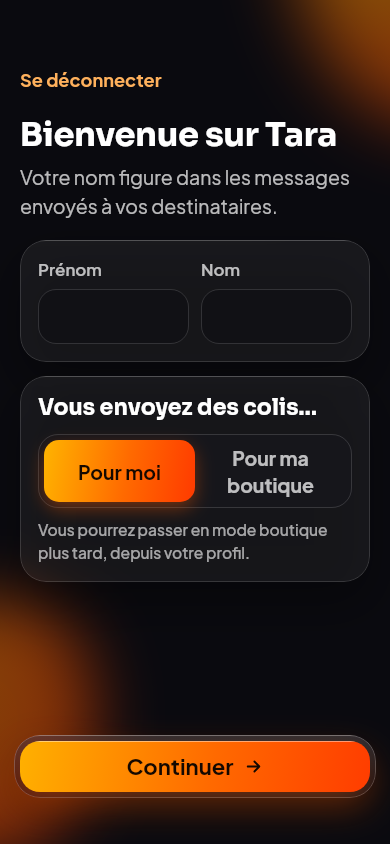 Se déconnecter
Bienvenue sur Tara
Votre nom figure dans les messages
envoyés à vos destinataires.
Prénom
Nom
Vous envoyez des colis...
Pour moi
Pour ma
boutique
Vous pourrez passer en mode boutique
plus tard, depuis votre profil.
Continuer →